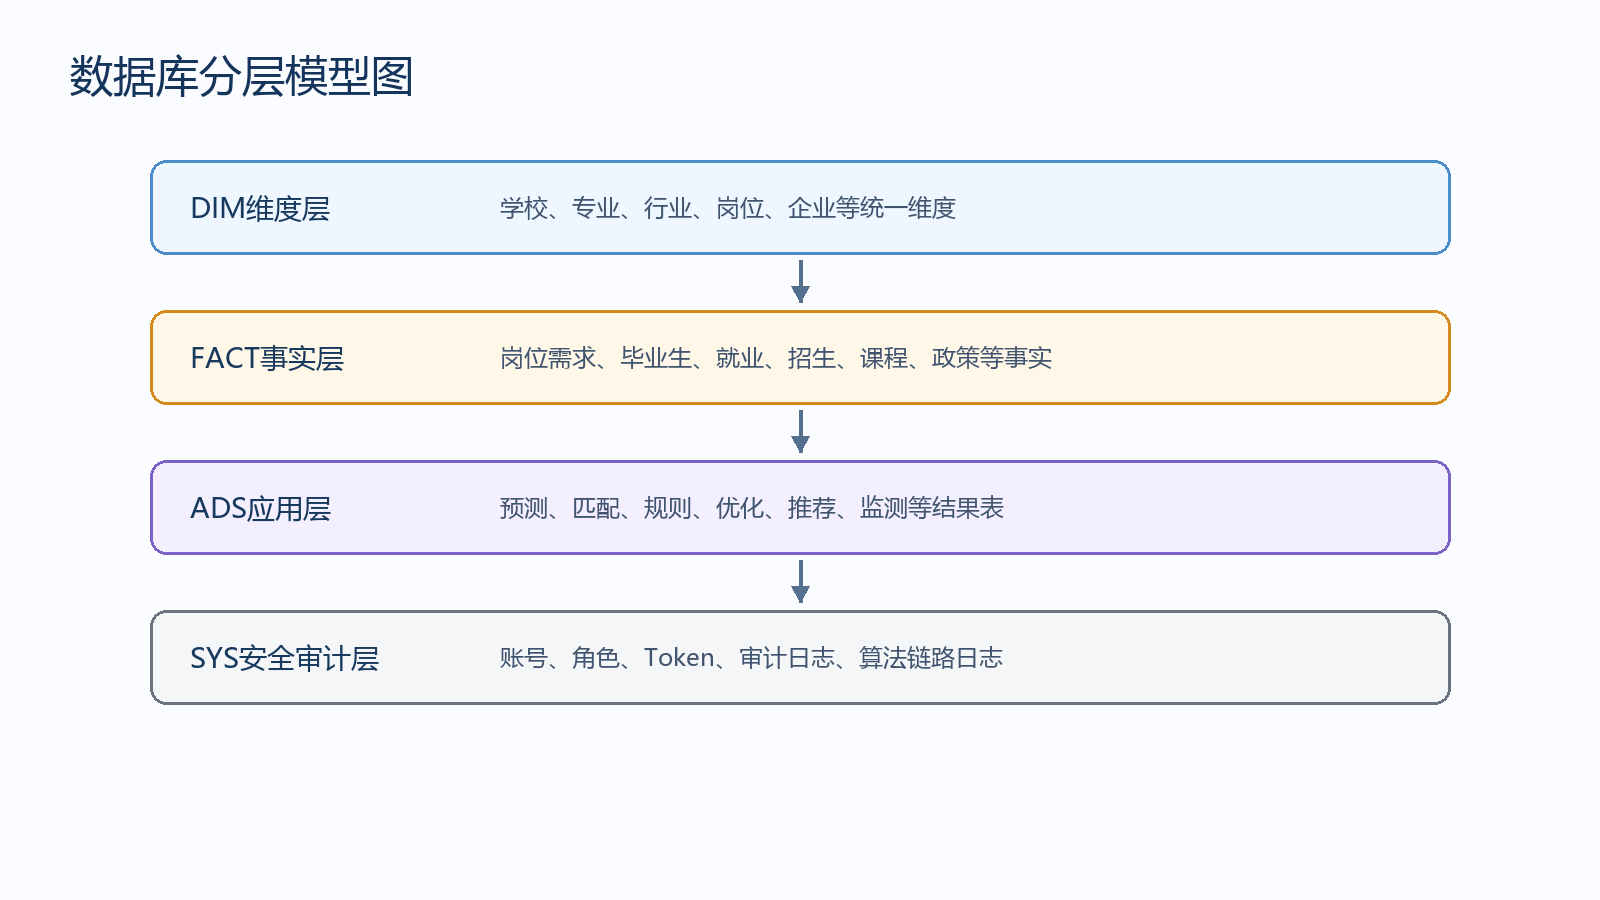 数据库分层模型图
DIM维度层 学校、专业、行业、岗位、企业等统一维度
FACT事实层 岗位需求、毕业生、就业、招生、课程、政策等事实
ADS应用层 预测、匹配、规则、优化、推荐、监测等结果表
SYS安全审计层 账号、角色、Token、审计日志、算法链路日志